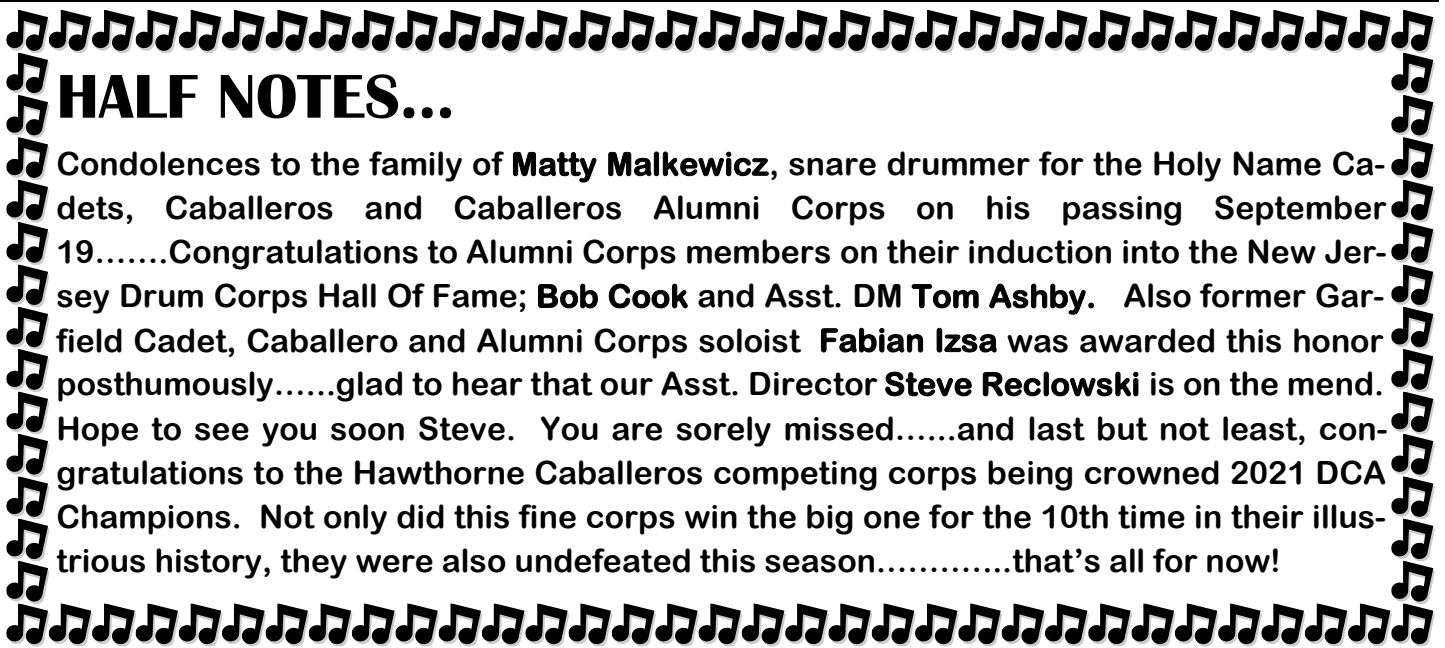 HALF NOTES...
Condolences to the family of Matty Malkewicz, snare drummer for the Holy Name Ca-
dets, Caballeros and Caballeros Alumni Corps on his passing September
19…….Congratulations to Alumni Corps members on their induction into the New Jer-
sey Drum Corps Hall Of Fame; Bob Cook and Asst. DM Tom Ashby. Also former Gar-
field Cadet, Caballero and Alumni Corps soloist Fabian Izsa was awarded this honor
posthumously……glad to hear that our Asst. Director Steve Reclowski is on the mend.
Hope to see you soon Steve. You are sorely missed……and last but not least, con-
gratulations to the Hawthorne Caballeros competing corps being crowned 2021 DCA
Champions. Not only did this fine corps win the big one for the 10th time in their illus-
trious history, they were also undefeated this season………….that’s all for now!